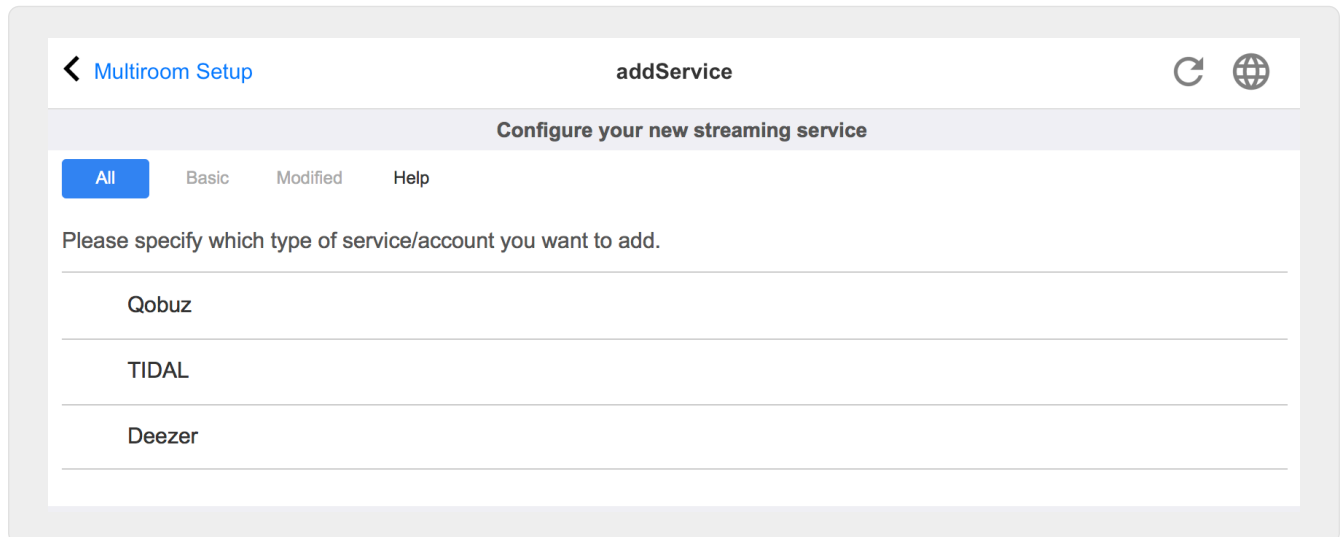 Multiroom Setup addService
Configure your new streaming service
All Basic Modified Help
Please specify which type of service/account you want to add.
Qobuz
TIDAL
Deezer